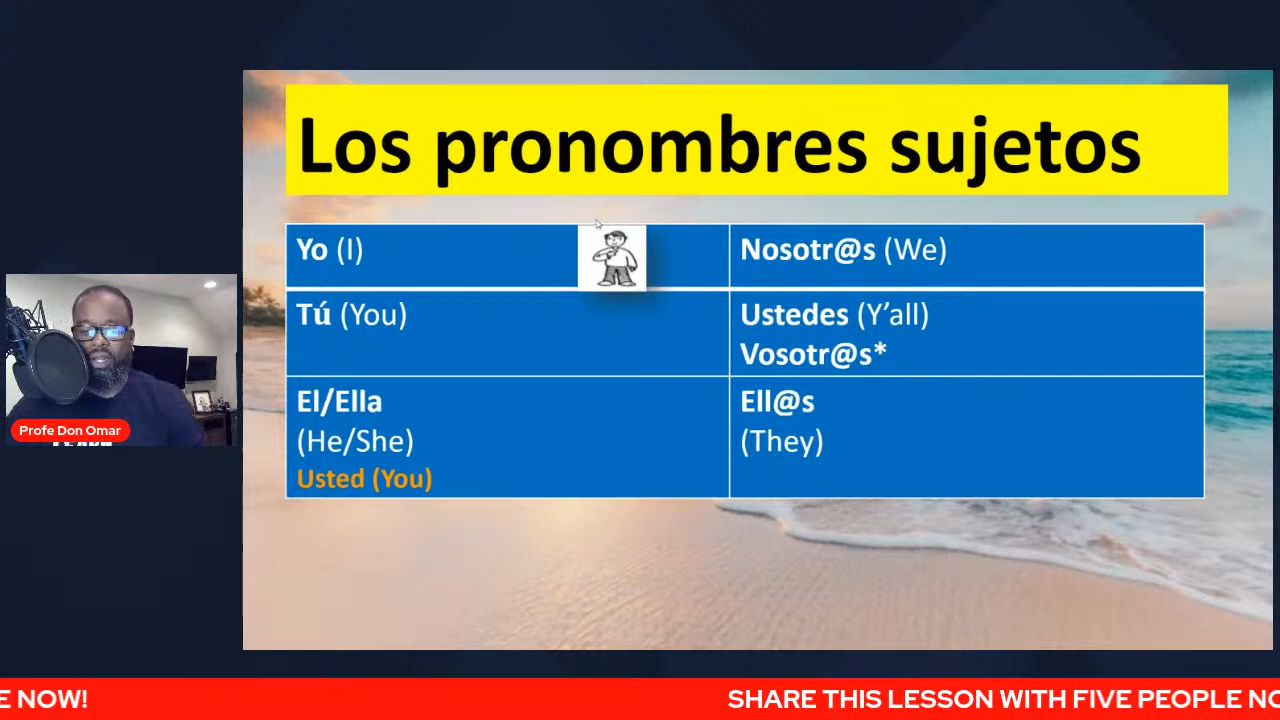 Los pronombres sujetos
Yo (I)
Nosotr@s (We)
Tú (You)
Ustedes (Y’all)
Vosotr@s*
El/Ella
(He/She)
Usted (You)
Ell@s
(They)
Profe Don Omar
E NOW!
SHARE THIS LESSON WITH FIVE PEOPLE NO